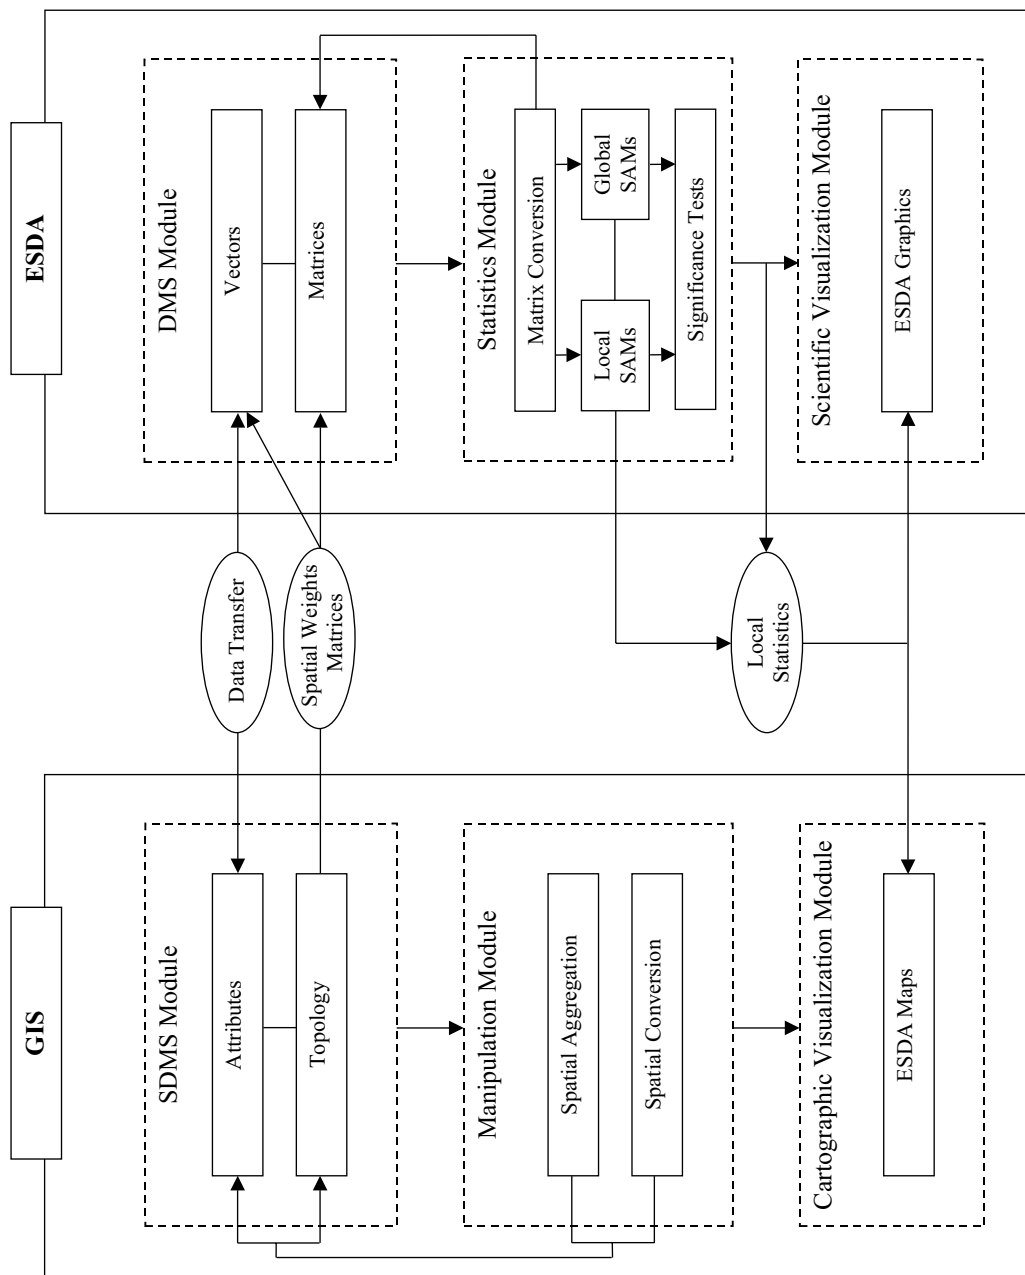 GIS
SDMS Module
Attributes
Topology
Manipulation Module
Spatial Aggregation
Spatial Conversion
Cartographic Visualization Module
ESDA Maps
Data Transfer
Spatial Weights
Matrices
Local
Statistics
ESDA
DMS Module
Vectors
Matrices
Statistics Module
Matrix Conversion
Local
SAMs
Global
SAMs
Significance Tests
Scientific Visualization Module
ESDA Graphics